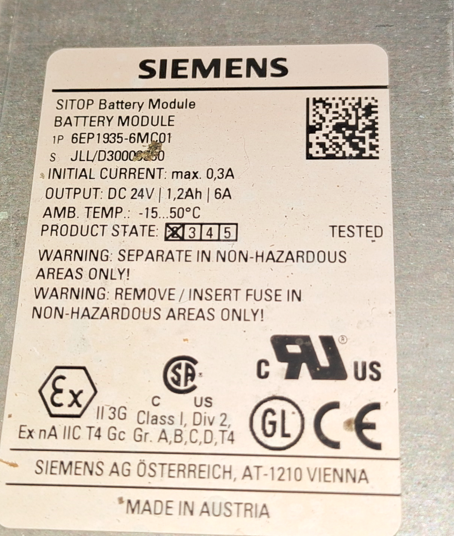 SIEMENS
SITOP Battery Module
BATTERY MODULE
1P 6EP1935-6MC01
S
INITIAL CURRENT: max. 0,3A
OUTPUT: DC 24V | 1,2Ah | 6A
AMB. TEMP.: -15...50°C
PRODUCT STATE: 3 4 5 TESTED
WARNING: SEPARATE IN NON-HAZARDOUS
AREAS ONLY!
WARNING: REMOVE / INSERT FUSE IN
NON-HAZARDOUS AREAS ONLY!
Ex
II 3G
Ex nA IIC T4 Gc
SA
C US
Class I, Div 2,
Gr. A,B,C,D,T4
C RU ® US
GL CE
SIEMENS AG ÖSTERREICH, AT-1210 VIENNA
MADE IN AUSTRIA